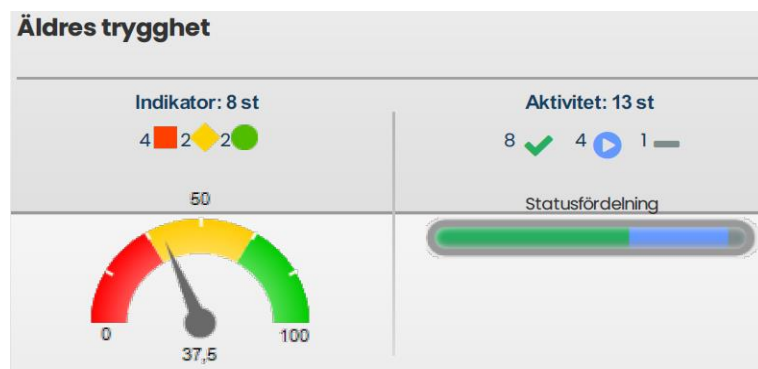 Äldres trygghet
Indikator: 8 st
4 2 2
50
0 100
37,5
Aktivitet: 13 st
8 4 1
Statusfördelning